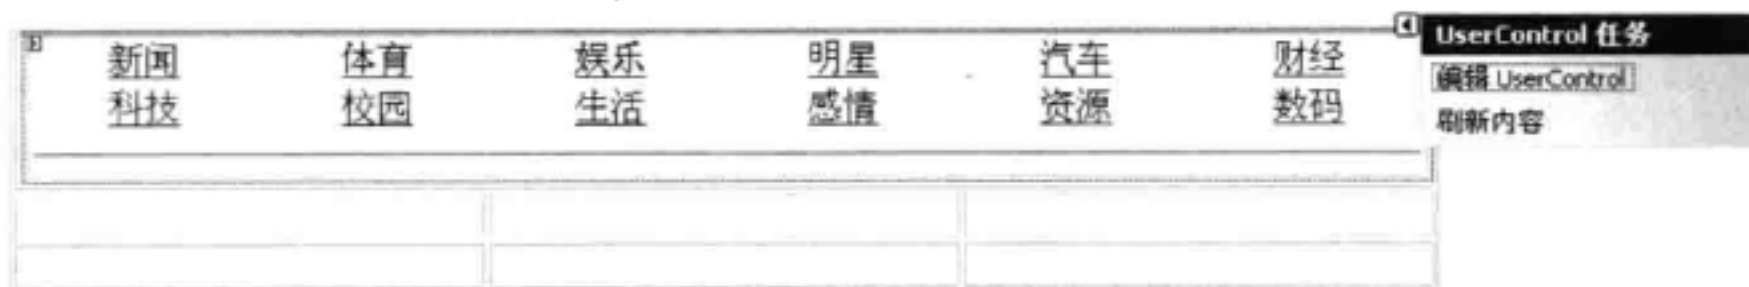 新闻 体育 娱乐 明星 汽车 财经
科技 校园 生活 感情 资源 数码
UserControl 任务
编辑 UserControl
刷新内容